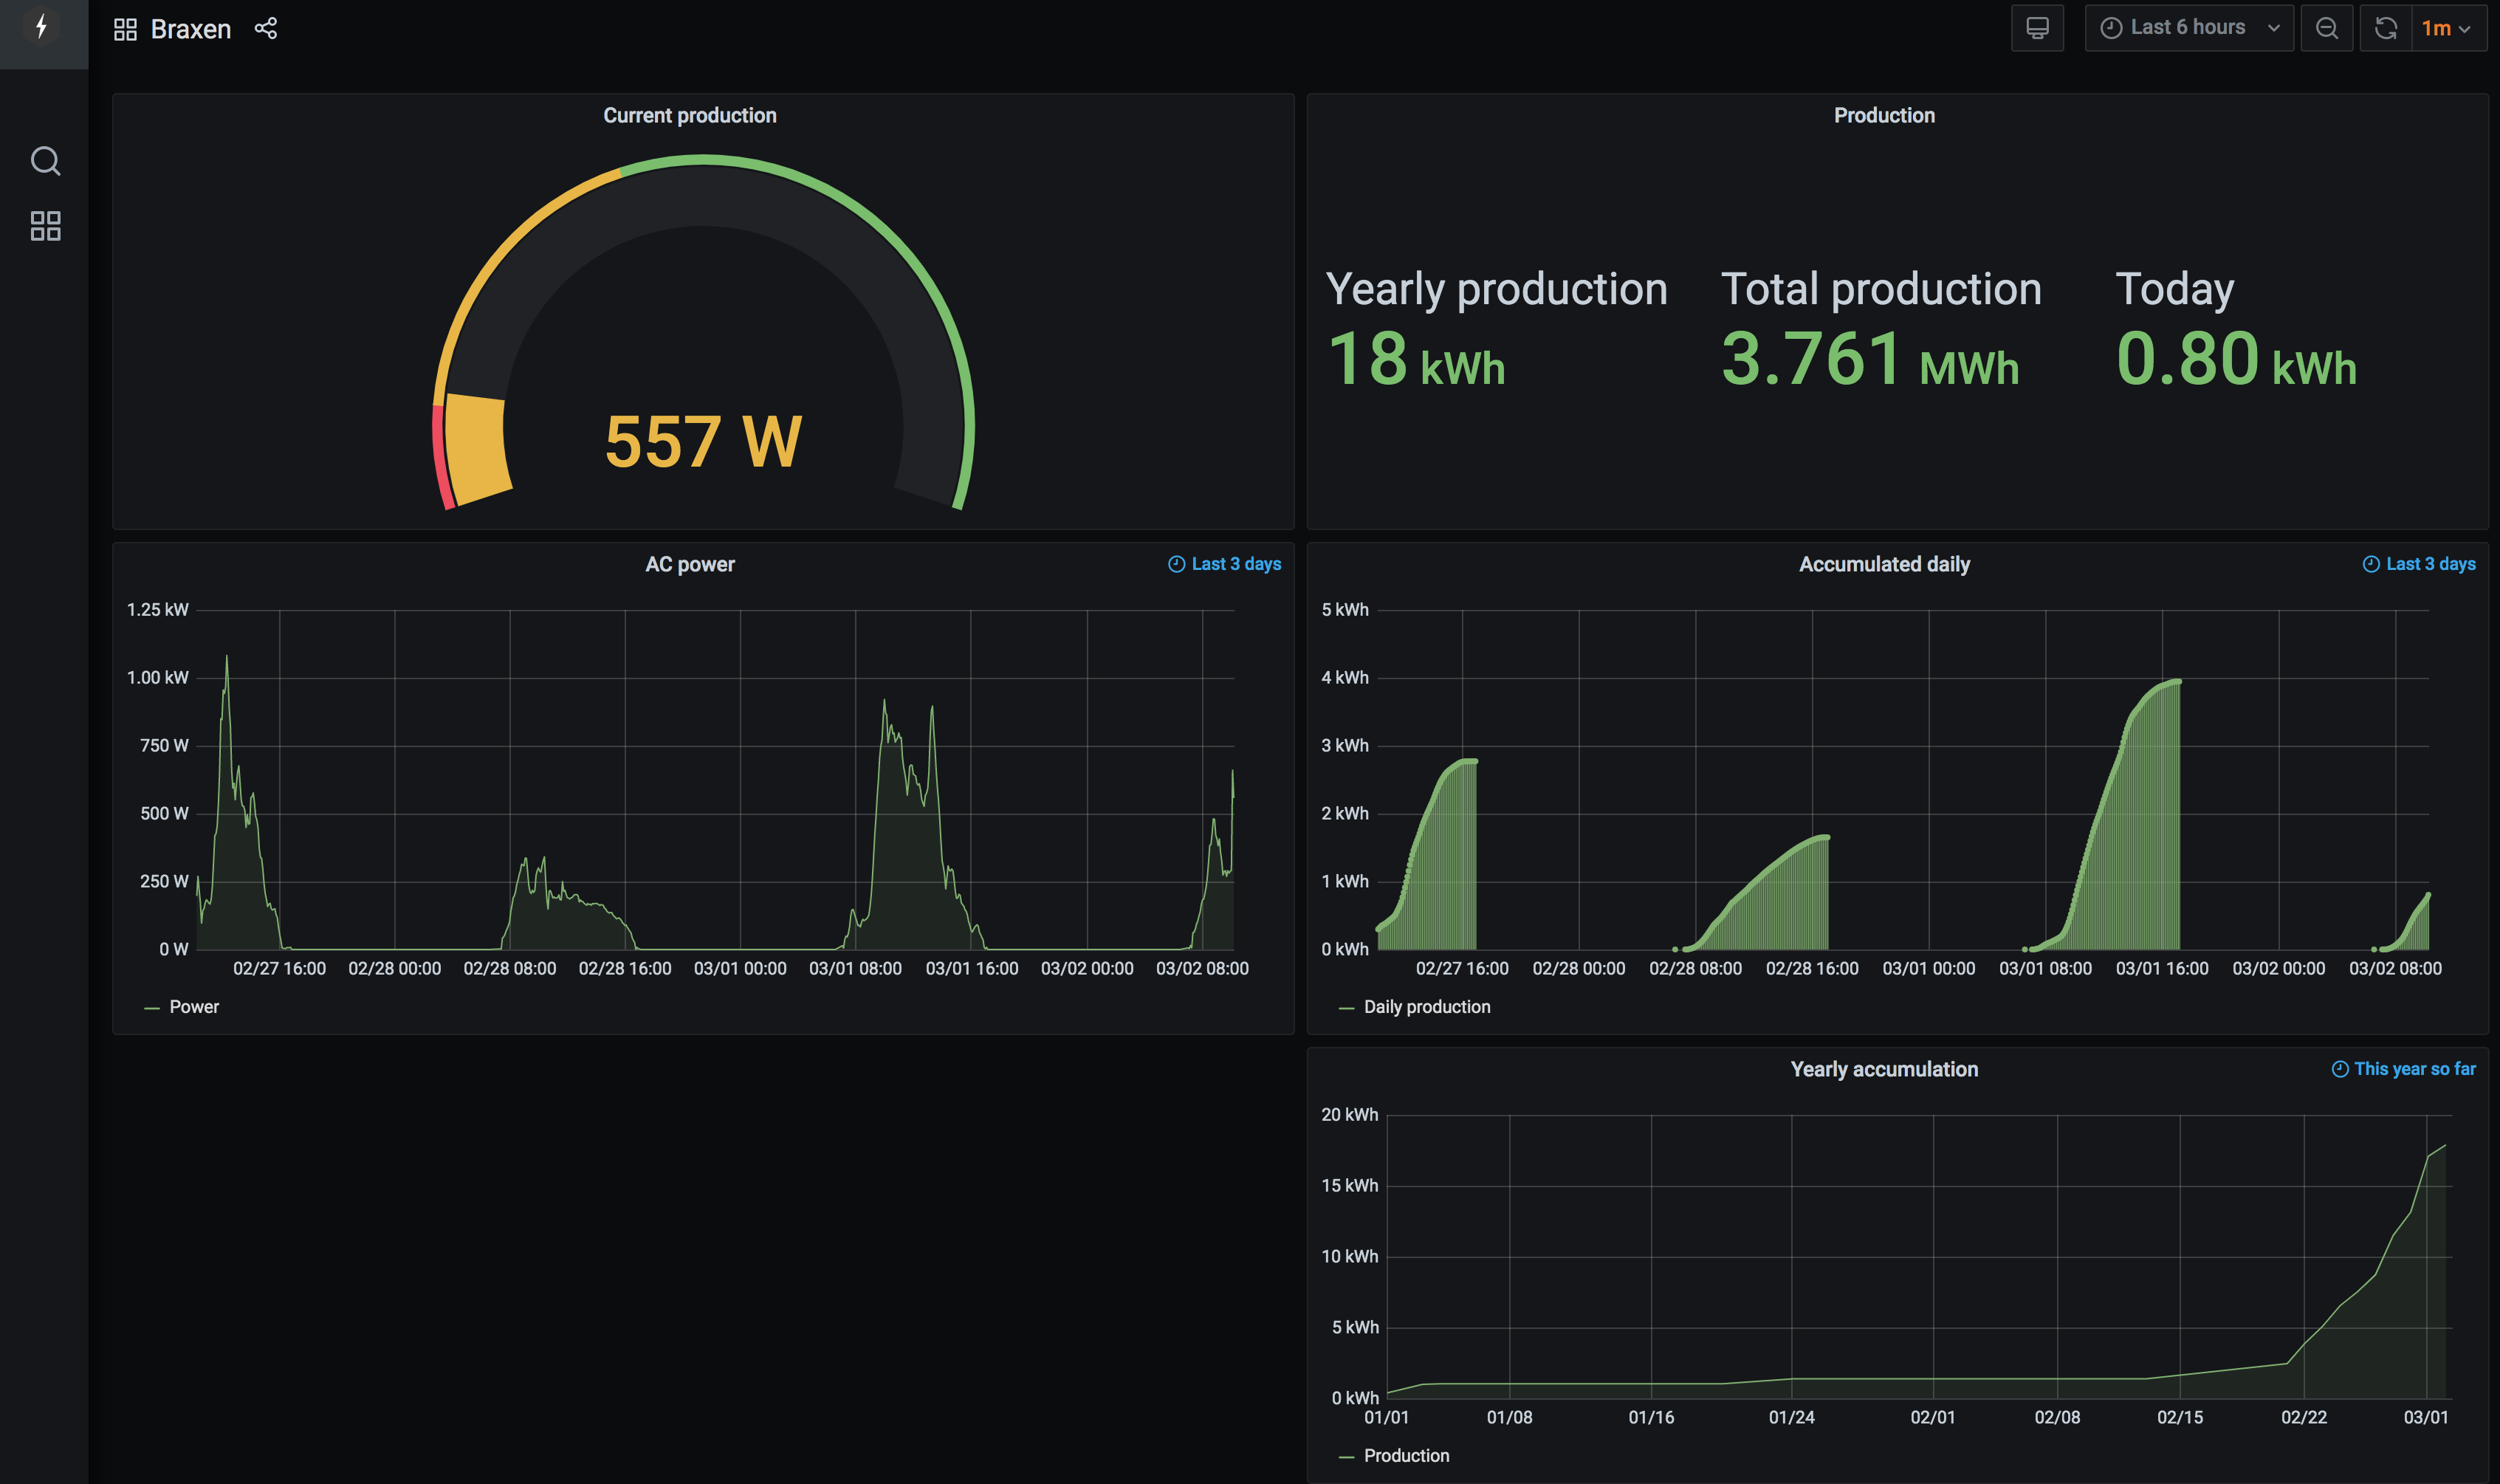 Braxen
Last 6 hours
1m
Current production
557 W
Production
Yearly production
18 kWh
Total production
3.761 MWh
Today
0.80 kWh
AC power
Last 3 days
1.25 kW
1.00 kW
750 W
500 W
250 W
0 W
02/27 16:00 02/28 00:00 02/28 08:00 02/28 16:00 03/01 00:00 03/01 08:00 03/01 16:00 03/02 00:00 03/02 08:00
Power
Accumulated daily
Last 3 days
5 kWh
4 kWh
3 kWh
2 kWh
1 kWh
0 kWh
02/27 16:00 02/28 00:00 02/28 08:00 02/28 16:00 03/01 00:00 03/01 08:00 03/01 16:00 03/02 00:00 03/02 08:00
Daily production
Yearly accumulation
This year so far
20 kWh
15 kWh
10 kWh
5 kWh
0 kWh
01/01 01/08 01/16 01/24 02/01 02/08 02/15 02/22 03/01
Production